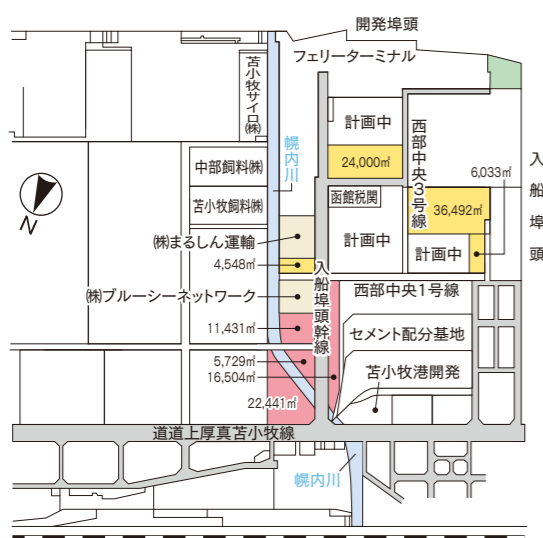 開発埠頭
フェリーターミナル
苫小牧サイロ㈱
計画中
西部中央3号線
入船埠頭
幌内川
24,000㎡
6,033㎡
中部飼料㈱
苫小牧飼料㈱
函館税関
36,492㎡
N
計画中
計画中
㈱まるしん運輸
4,548㎡
入船埠頭幹線
西部中央1号線
㈱ブルーシーネットワーク
11,431㎡
セメント配分基地
5,729㎡
16,504㎡
苫小牧港開発
22,441㎡
道道上厚真苫小牧線
幌内川